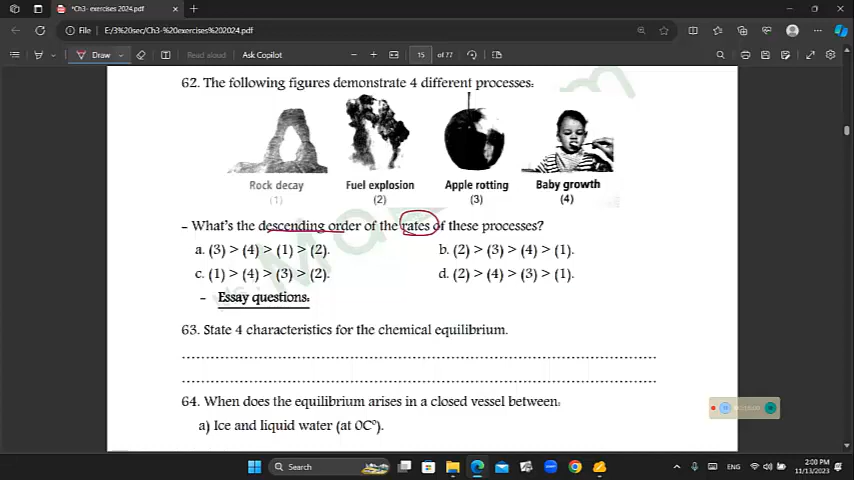 *Ch3- exercises 2024.pdf
File
E:/3 sec/Ch3-%20exercises%202024.pdf
Draw
Read aloud
Ask Copilot
15
of 77
62. The following figures demonstrate 4 different processes:
Rock decay
Fuel explosion
Apple rotting
Baby growth
(1)
(2)
(3)
(4)
- What's the descending order of the rates of these processes?
a. (3) > (4) > (1) > (2).
b. (2) > (3) > (4) > (1).
c. (1) > (4) > (3) > (2).
d. (2) > (4) > (3) > (1).
- Essay questions:
63. State 4 characteristics for the chemical equilibrium.
64. When does the equilibrium arises in a closed vessel between:
a) Ice and liquid water (at 0C°).
Search
ENG
2:00 PM
11/13/2023